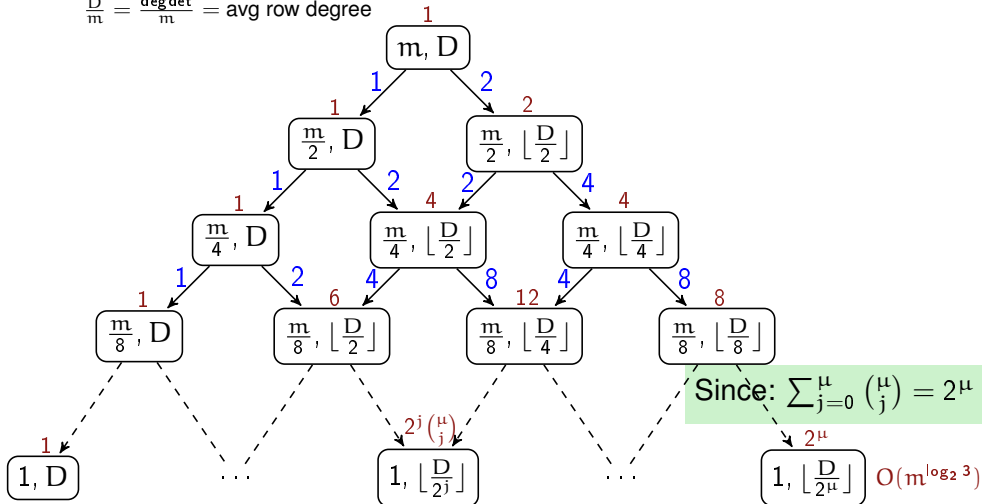 D/m = deg det/m = avg row degree
1
m, D
1 2
1 2
m/2, D m/2, ⌊D/2⌋
1 2 2 4
1 4 4
m/4, D m/4, ⌊D/2⌋ m/4, ⌊D/4⌋
1 2 4 8 4 8
1 6 12 8
m/8, D m/8, ⌊D/2⌋ m/8, ⌊D/4⌋ m/8, ⌊D/8⌋
Since: ∑_{j=0}^{μ} (μ j) = 2^μ
1 2^j (μ j) 2^μ
1, D ... 1, ⌊D/2^j⌋ ... 1, ⌊D/2^μ⌋ O(m^{log₂ 3})